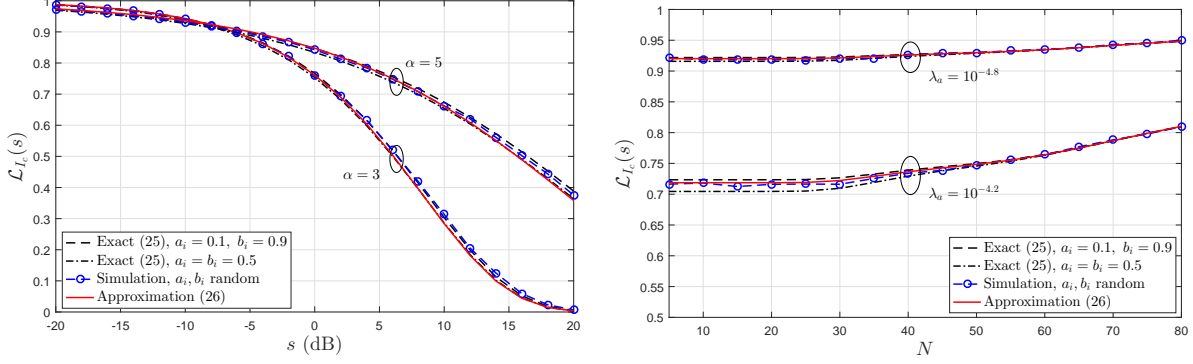 1
0.9
0.8
0.7
0.6
0.5
0.4
0.3
0.2
0.1
0
$\mathcal{L}_{I_c}(s)$
α = 5
α = 3
Exact (25), $a_i = 0.1,\ b_i = 0.9$
Exact (25), $a_i = b_i = 0.5$
Simulation, $a_i, b_i$ random
Approximation (26)
-20 -15 -10 -5 0 5 10 15 20
s (dB)
1
0.95
0.9
0.85
0.8
0.75
0.7
0.65
0.6
0.55
0.5
$\mathcal{L}_{I_c}(s)$
$\lambda_a = 10^{-4.8}$
$\lambda_a = 10^{-4.2}$
Exact (25), $a_i = 0.1,\ b_i = 0.9$
Exact (25), $a_i = b_i = 0.5$
Simulation, $a_i, b_i$ random
Approximation (26)
10 20 30 40 50 60 70 80
N